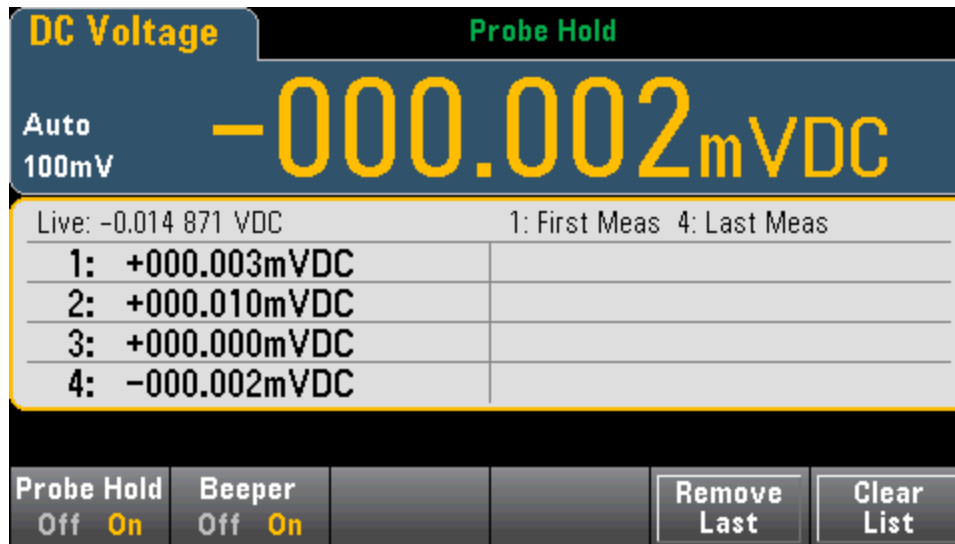 DC Voltage
Probe Hold
Auto
100mV
-000.002mVDC
Live: -0.014 871 VDC
1: First Meas 4: Last Meas
1: +000.003mVDC
2: +000.010mVDC
3: +000.000mVDC
4: -000.002mVDC
Probe Hold
Off On
Beeper
Off On
Remove
Last
Clear
List